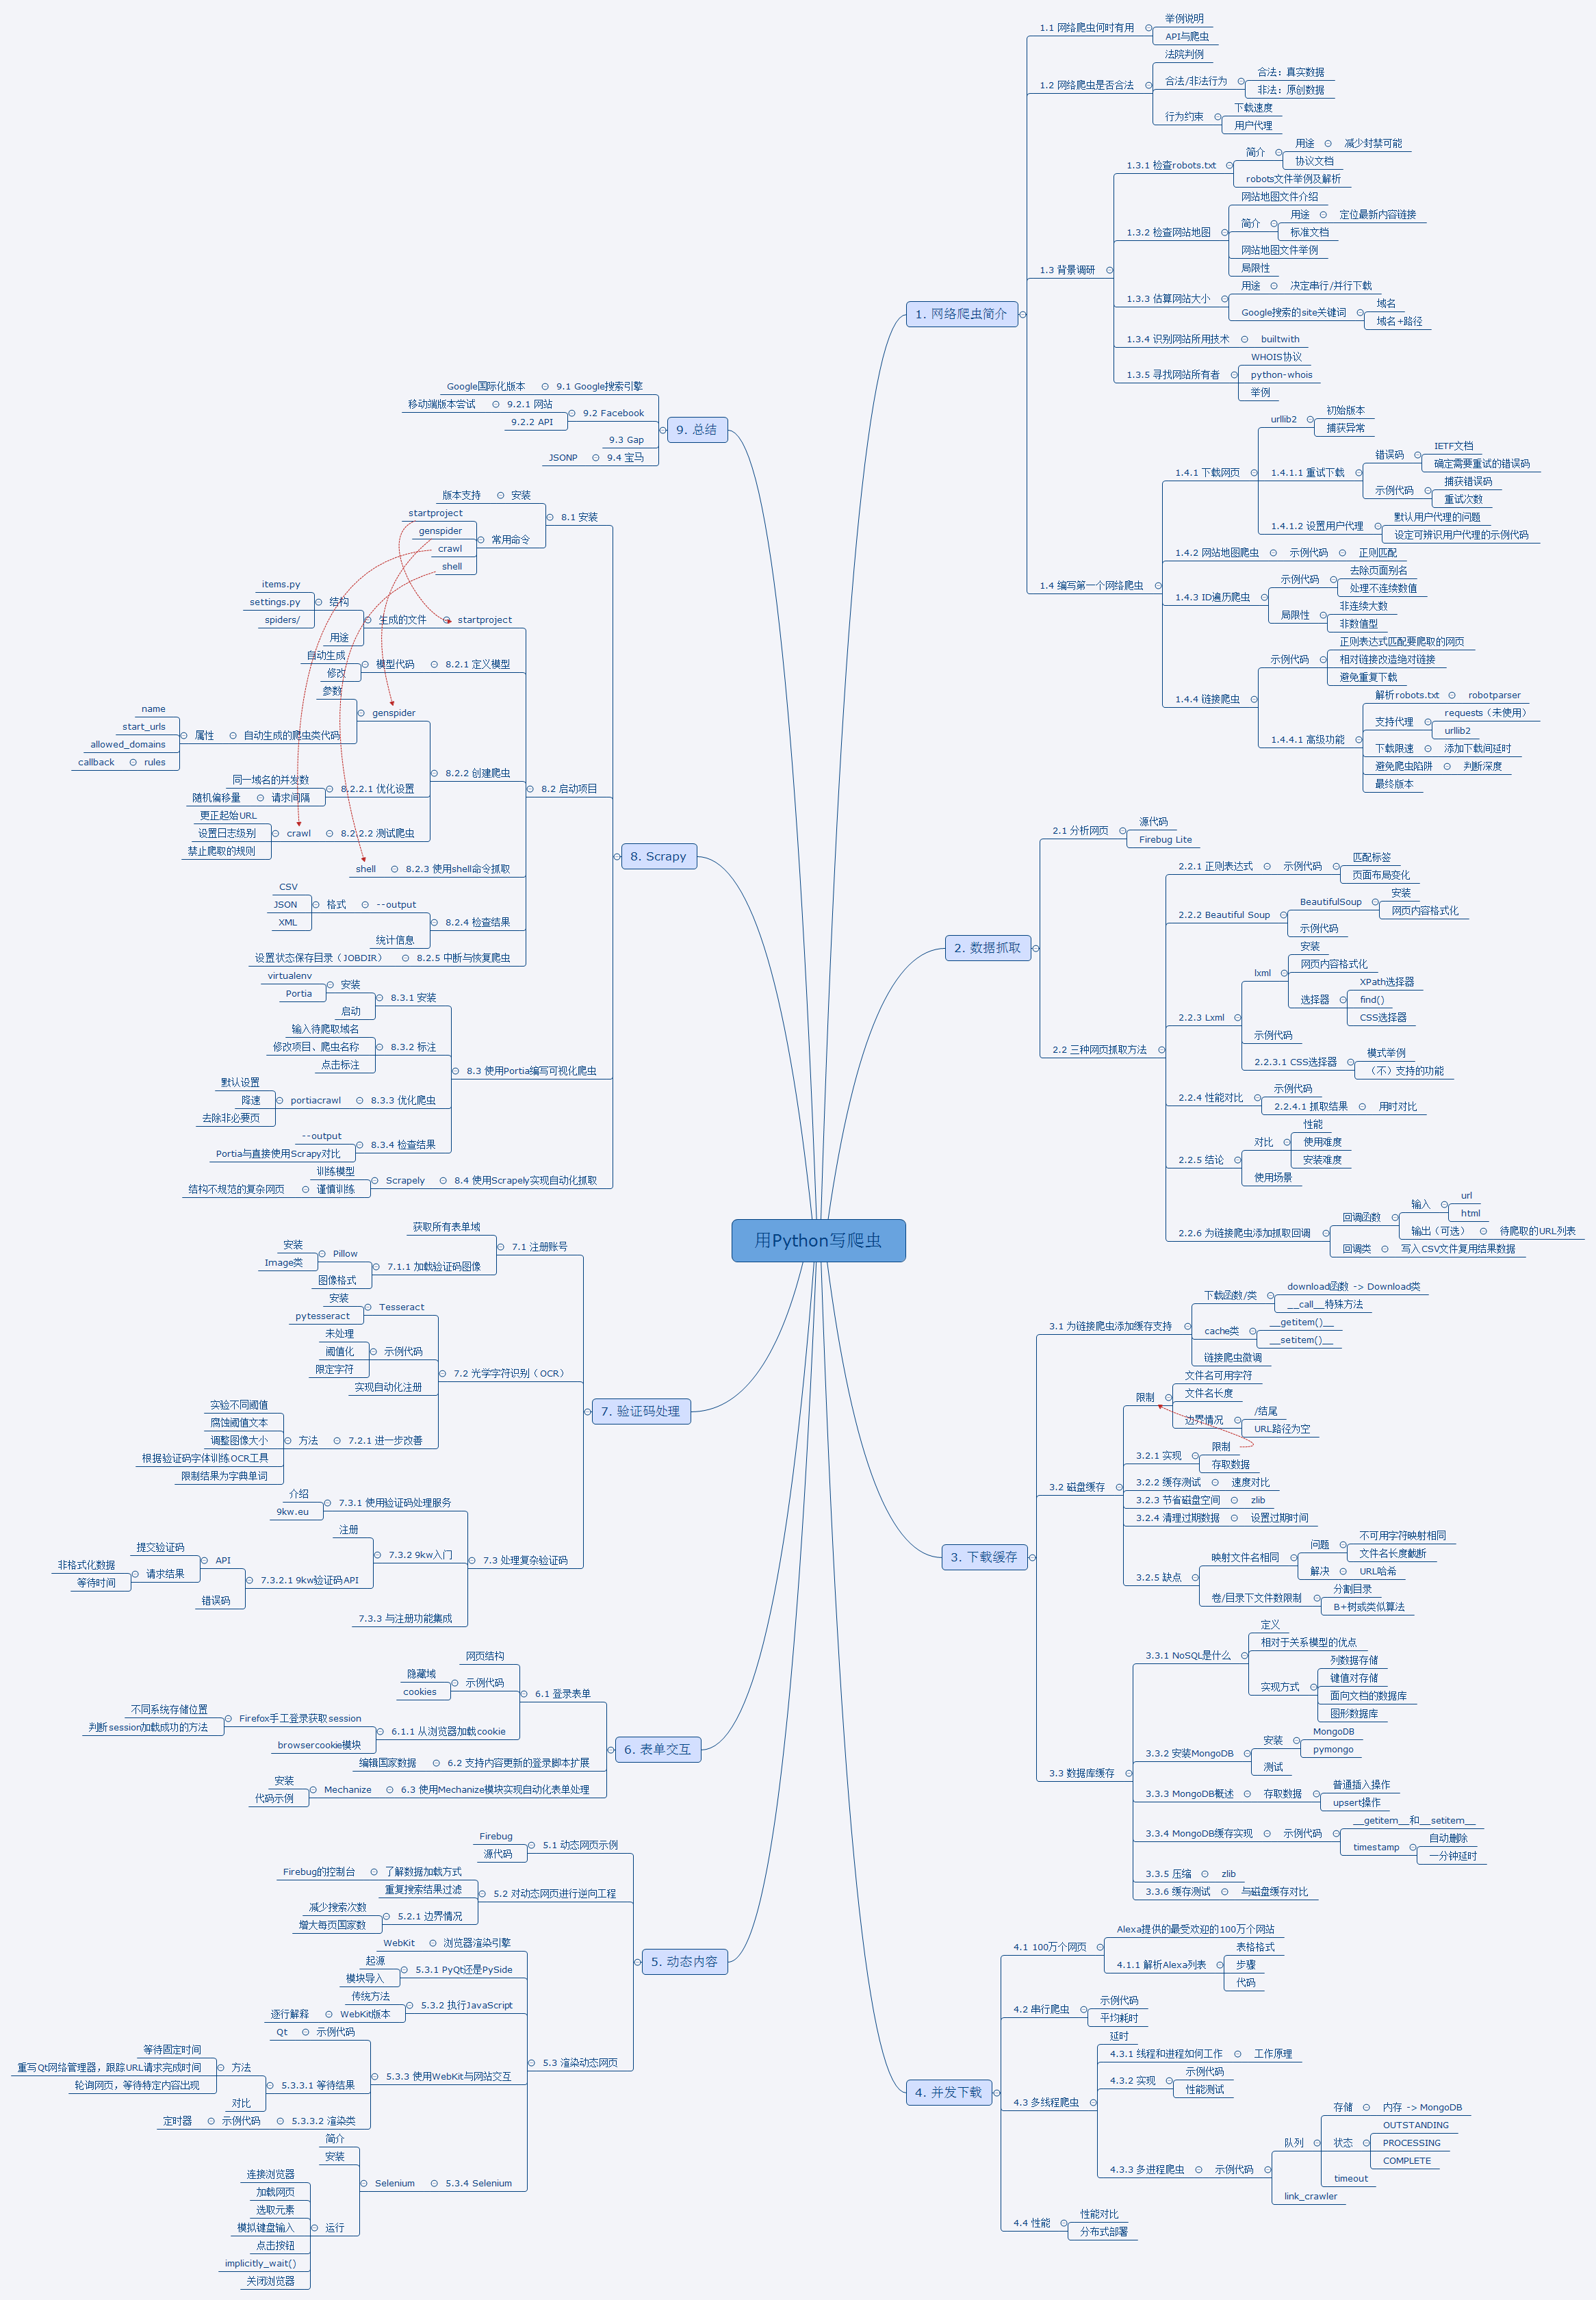 用Python写爬虫
1. 网络爬虫简介
1.1 网络爬虫何时有用
举例说明
API与爬虫
1.2 网络爬虫是否合法
法院判例
合法/非法行为
合法：真实数据
非法：原创数据
行为约束
下载速度
用户代理
1.3 背景调研
1.3.1 检查robots.txt
简介
用途
减少封禁可能
协议文档
robots文件举例及解析
1.3.2 检查网站地图
网站地图文件介绍
简介
用途
定位最新内容链接
标准文档
网站地图文件举例
局限性
1.3.3 估算网站大小
用途
决定串行/并行下载
Google搜索的site关键词
域名
域名+路径
1.3.4 识别网站所用技术
builtwith
1.3.5 寻找网站所有者
WHOIS协议
python-whois
举例
1.4 编写第一个网络爬虫
1.4.1 下载网页
urllib2
初始版本
捕获异常
1.4.1.1 重试下载
错误码
IETF文档
确定需要重试的错误码
示例代码
捕获错误码
重试次数
1.4.1.2 设置用户代理
默认用户代理的问题
设定可辨识用户代理的示例代码
1.4.2 网站地图爬虫
示例代码
正则匹配
1.4.3 ID遍历爬虫
示例代码
去除页面别名
处理不连续数值
局限性
非连续大数
非数值型
1.4.4 链接爬虫
示例代码
正则表达式匹配要爬取的网页
相对链接改造绝对链接
避免重复下载
1.4.4.1 高级功能
解析robots.txt
robotparser
支持代理
requests（未使用）
urllib2
下载限速
添加下载间延时
避免爬虫陷阱
判断深度
最终版本
2. 数据抓取
2.1 分析网页
源代码
Firebug Lite
2.2 三种网页抓取方法
2.2.1 正则表达式
示例代码
匹配标签
页面布局变化
2.2.2 Beautiful Soup
BeautifulSoup
安装
网页内容格式化
示例代码
2.2.3 Lxml
lxml
安装
网页内容格式化
选择器
XPath选择器
find()
CSS选择器
示例代码
2.2.3.1 CSS选择器
模式举例
（不）支持的功能
2.2.4 性能对比
示例代码
2.2.4.1 抓取结果
用时对比
2.2.5 结论
对比
性能
使用难度
安装难度
使用场景
2.2.6 为链接爬虫添加抓取回调
回调函数
输入
url
html
输出（可选）
待爬取的URL列表
回调类
写入CSV文件复用结果数据
3. 下载缓存
3.1 为链接爬虫添加缓存支持
下载函数/类
download函数 -> Download类
__call__特殊方法
cache类
__getitem()__
__setitem()__
链接爬虫微调
3.2 磁盘缓存
限制
文件名可用字符
文件名长度
边界情况
/结尾
URL路径为空
3.2.1 实现
限制
存取数据
3.2.2 缓存测试
速度对比
3.2.3 节省磁盘空间
zlib
3.2.4 清理过期数据
设置过期时间
3.2.5 缺点
映射文件名相同
问题
不可用字符映射相同
文件名长度截断
解决
URL哈希
卷/目录下文件数限制
分割目录
B+树或类似算法
3.3 数据库缓存
3.3.1 NoSQL是什么
定义
相对于关系模型的优点
实现方式
列数据存储
键值对存储
面向文档的数据库
图形数据库
3.3.2 安装MongoDB
安装
MongoDB
pymongo
测试
3.3.3 MongoDB概述
存取数据
普通插入操作
upsert操作
3.3.4 MongoDB缓存实现
示例代码
__getitem__和__setitem__
timestamp
自动删除
一分钟延时
3.3.5 压缩
zlib
3.3.6 缓存测试
与磁盘缓存对比
4. 并发下载
4.1 100万个网页
Alexa提供的最受欢迎的100万个网站
4.1.1 解析Alexa列表
表格格式
步骤
代码
4.2 串行爬虫
示例代码
平均耗时
4.3 多线程爬虫
延时
4.3.1 线程和进程如何工作
工作原理
4.3.2 实现
示例代码
性能测试
4.3.3 多进程爬虫
示例代码
队列
存储
内存 -> MongoDB
状态
OUTSTANDING
PROCESSING
COMPLETE
timeout
link_crawler
4.4 性能
性能对比
分布式部署
5. 动态内容
5.1 动态网页示例
Firebug
源代码
5.2 对动态网页进行逆向工程
了解数据加载方式
Firebug的控制台
重复搜索结果过滤
5.2.1 边界情况
减少搜索次数
增大每页国家数
5.3 渲染动态网页
浏览器渲染引擎
WebKit
5.3.1 PyQt还是PySide
起源
模块导入
5.3.2 执行JavaScript
传统方法
WebKit版本
逐行解释
5.3.3 使用WebKit与网站交互
示例代码
Qt
5.3.3.1 等待结果
方法
等待固定时间
重写Qt网络管理器，跟踪URL请求完成时间
轮询网页，等待特定内容出现
对比
5.3.3.2 渲染类
示例代码
定时器
5.3.4 Selenium
Selenium
简介
安装
运行
连接浏览器
加载网页
选取元素
模拟键盘输入
点击按钮
implicitly_wait()
关闭浏览器
6. 表单交互
6.1 登录表单
网页结构
示例代码
隐藏域
cookies
6.1.1 从浏览器加载cookie
Firefox手工登录获取session
不同系统存储位置
判断session加载成功的方法
browsercookie模块
6.2 支持内容更新的登录脚本扩展
编辑国家数据
6.3 使用Mechanize模块实现自动化表单处理
Mechanize
安装
代码示例
7. 验证码处理
7.1 注册账号
获取所有表单域
7.1.1 加载验证码图像
Pillow
安装
Image类
图像格式
7.2 光学字符识别（OCR）
Tesseract
安装
pytesseract
示例代码
未处理
阈值化
限定字符
实现自动化注册
7.2.1 进一步改善
方法
实验不同阈值
腐蚀阈值文本
调整图像大小
根据验证码字体训练OCR工具
限制结果为字典单词
7.3 处理复杂验证码
7.3.1 使用验证码处理服务
介绍
9kw.eu
7.3.2 9kw入门
注册
7.3.2.1 9kw验证码API
API
提交验证码
请求结果
非格式化数据
等待时间
错误码
7.3.3 与注册功能集成
8. Scrapy
8.1 安装
安装
版本支持
常用命令
startproject
genspider
crawl
shell
8.2 启动项目
startproject
生成的文件
结构
items.py
settings.py
spiders/
用途
8.2.1 定义模型
模型代码
自动生成
修改
8.2.2 创建爬虫
genspider
参数
自动生成的爬虫类代码
属性
name
start_urls
allowed_domains
rules
callback
8.2.2.1 优化设置
同一域名的并发数
请求间隔
随机偏移量
8.2.2.2 测试爬虫
crawl
更正起始URL
设置日志级别
禁止爬取的规则
8.2.3 使用shell命令抓取
shell
8.2.4 检查结果
--output
格式
CSV
JSON
XML
统计信息
8.2.5 中断与恢复爬虫
设置状态保存目录（JOBDIR）
8.3 使用Portia编写可视化爬虫
8.3.1 安装
安装
virtualenv
Portia
启动
8.3.2 标注
输入待爬取域名
修改项目、爬虫名称
点击标注
8.3.3 优化爬虫
portiacrawl
默认设置
降速
去除非必要页
8.3.4 检查结果
--output
Portia与直接使用Scrapy对比
8.4 使用Scrapely实现自动化抓取
Scrapely
训练模型
谨慎训练
结构不规范的复杂网页
9. 总结
9.1 Google搜索引擎
Google国际化版本
9.2 Facebook
9.2.1 网站
移动端版本尝试
9.2.2 API
9.3 Gap
9.4 宝马
JSONP